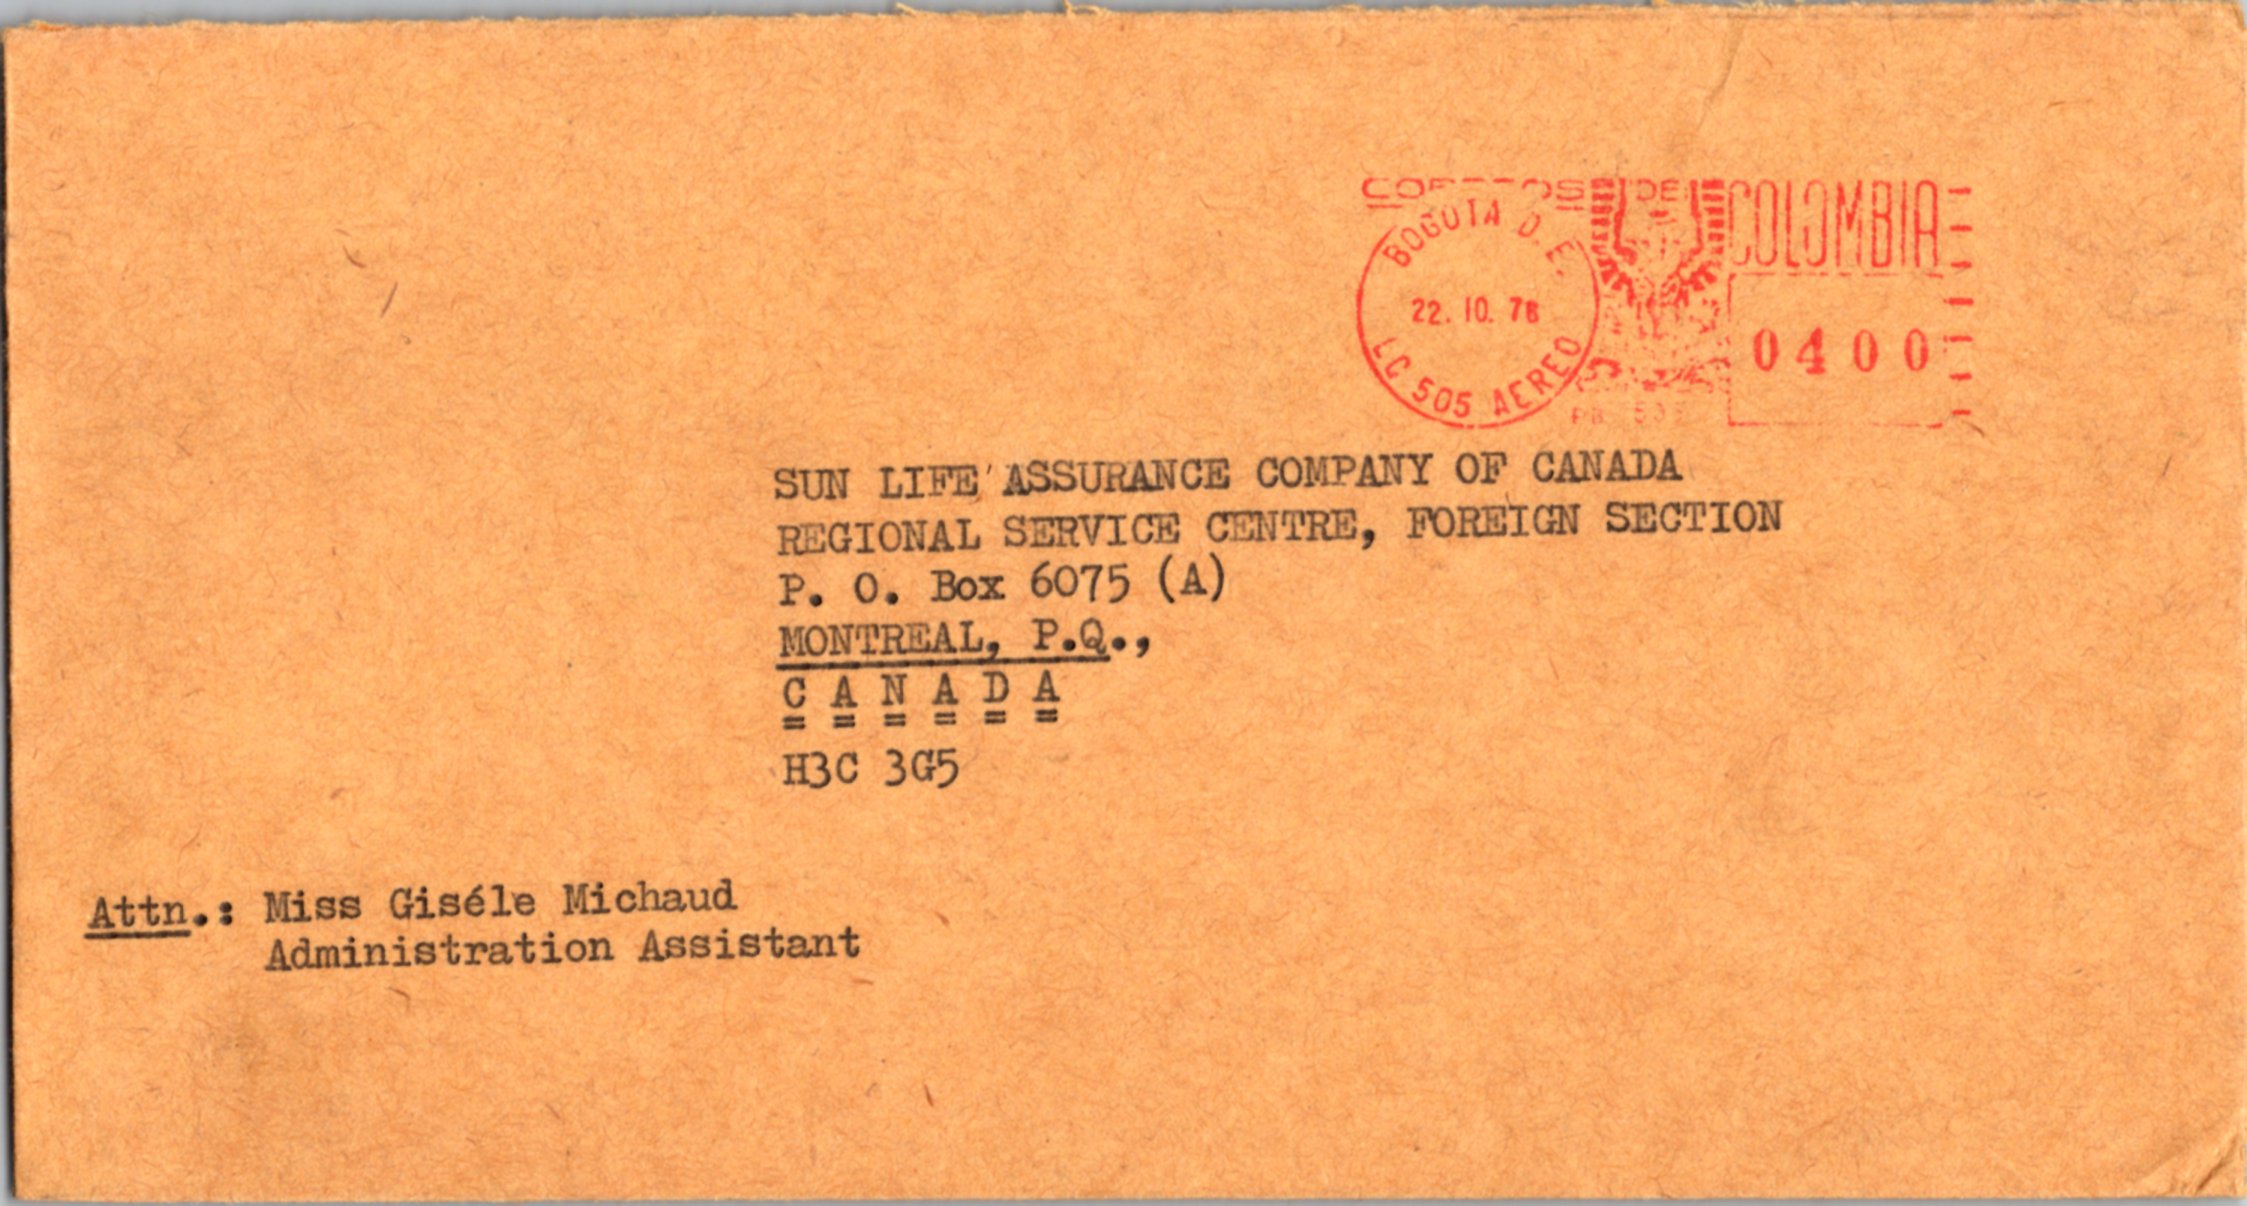 CORREOS DE COLOMBIA
BOGOTA D.E.
22. 10. 78
LC 505 AEREO
0400
SUN LIFE ASSURANCE COMPANY OF CANADA
REGIONAL SERVICE CENTRE, FOREIGN SECTION
P. O. Box 6075 (A)
MONTREAL, P.Q.,
C A N A D A
H3C 3G5
Attn.: Miss Giséle Michaud
Administration Assistant